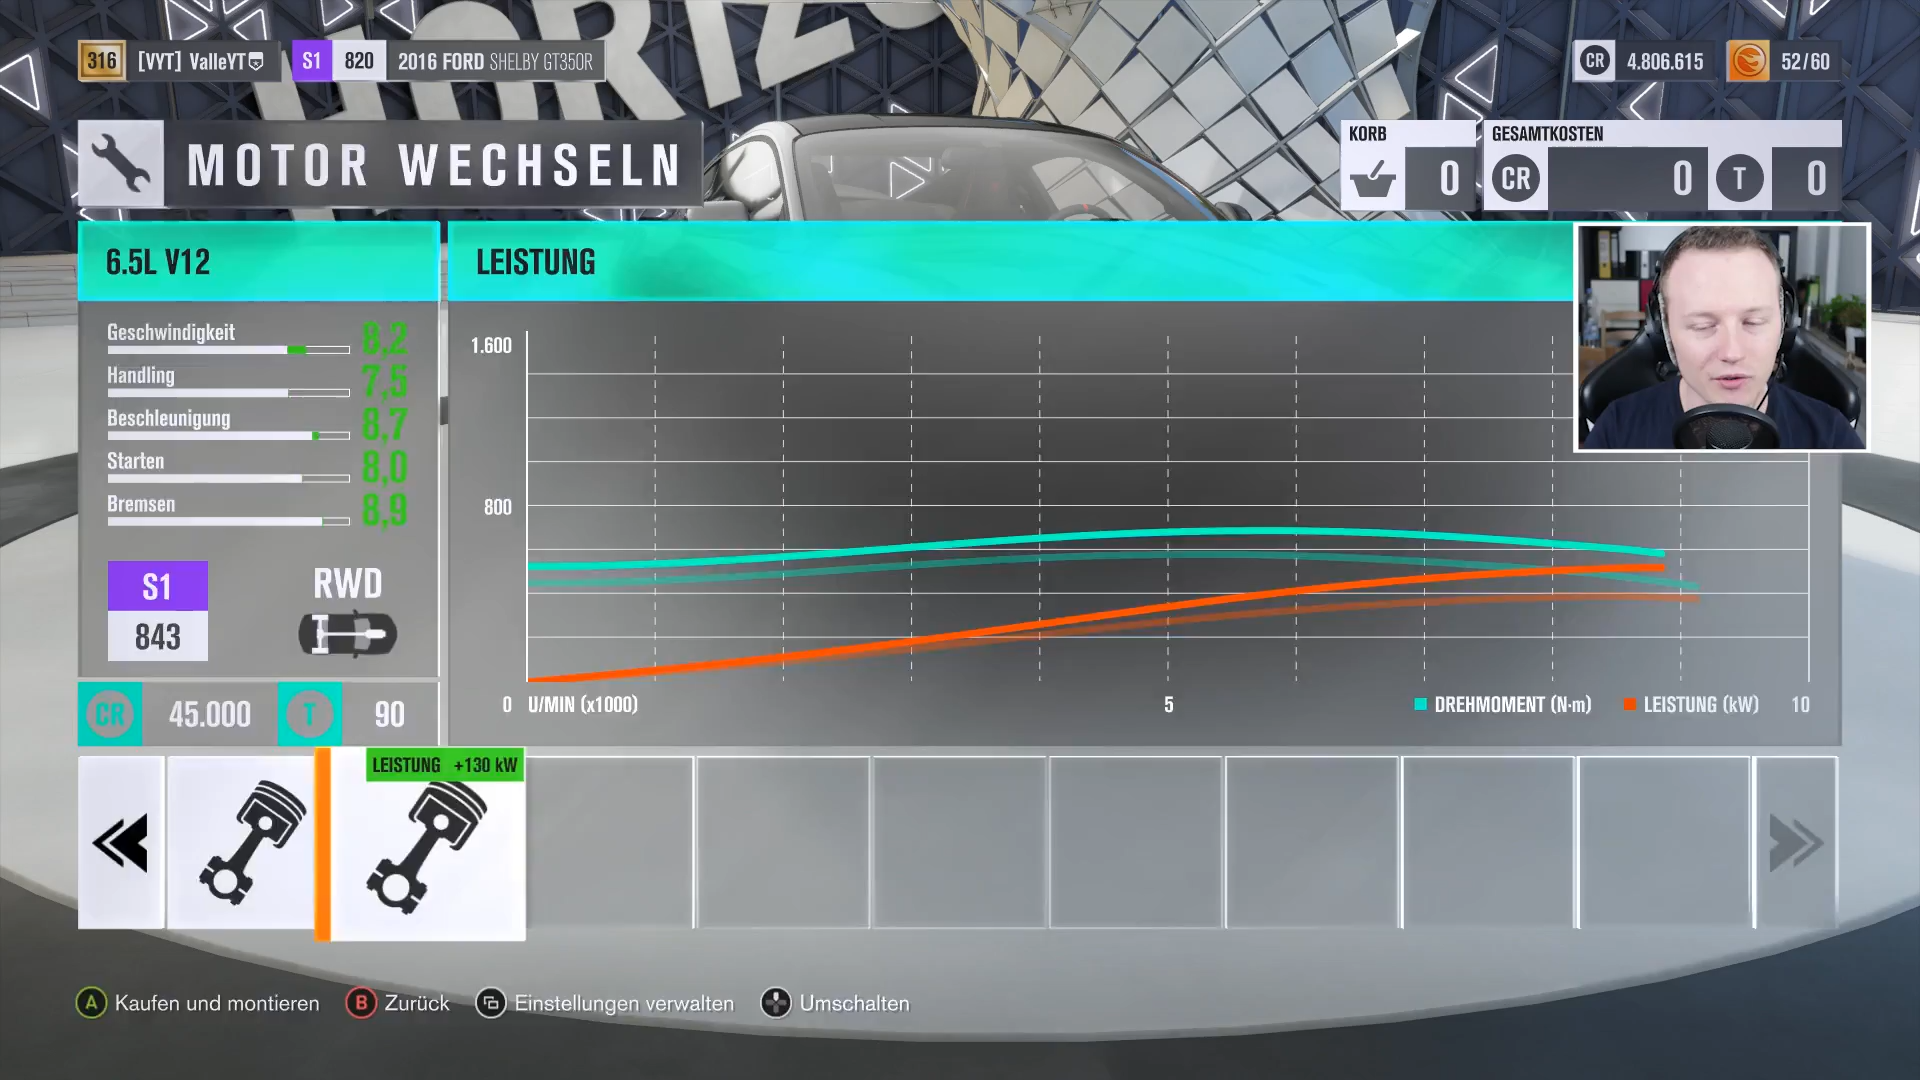 HORIZO
316 [VYT] ValleYT S1 820 2016 FORD SHELBY GT350R
CR 4.806.615 52/60
MOTOR WECHSELN
KORB GESAMTKOSTEN
0 CR 0 T 0
6.5L V12
LEISTUNG
Geschwindigkeit 8,2
Handling 7,5
Beschleunigung 8,7
Starten 8,0
Bremsen 8,9
S1 RWD
843
CR 45.000 T 90
1.600
800
0 U/MIN (x1000) 5 DREHMOMENT (N·m) LEISTUNG (kW) 10
LEISTUNG +130 kW
A Kaufen und montieren B Zurück Einstellungen verwalten Umschalten